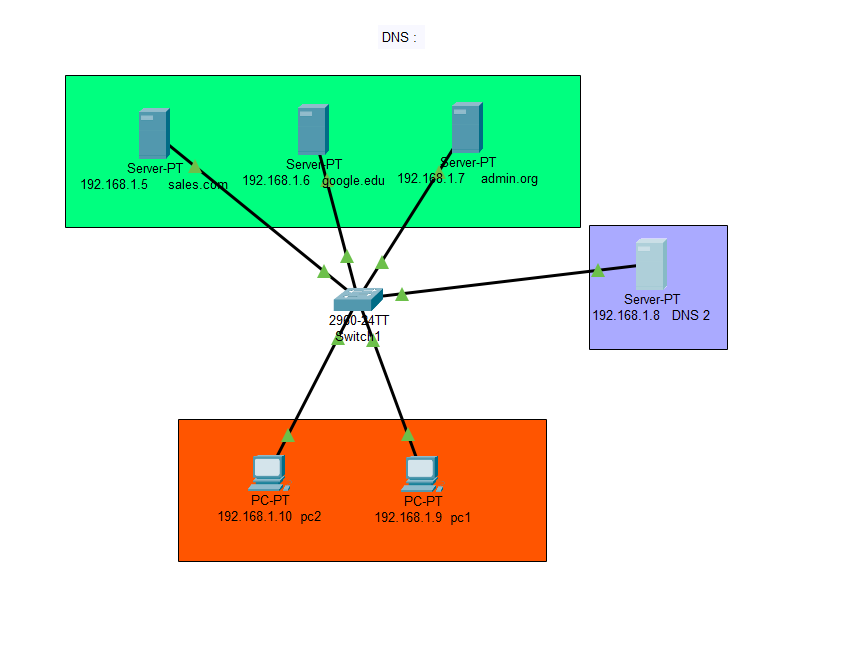 DNS :
Server-PT
192.168.1.5 sales.com
Server-PT
192.168.1.6 google.edu
Server-PT
192.168.1.7 admin.org
Server-PT
192.168.1.8 DNS 2
2960-24TT
Switch1
PC-PT
192.168.1.10 pc2
PC-PT
192.168.1.9 pc1